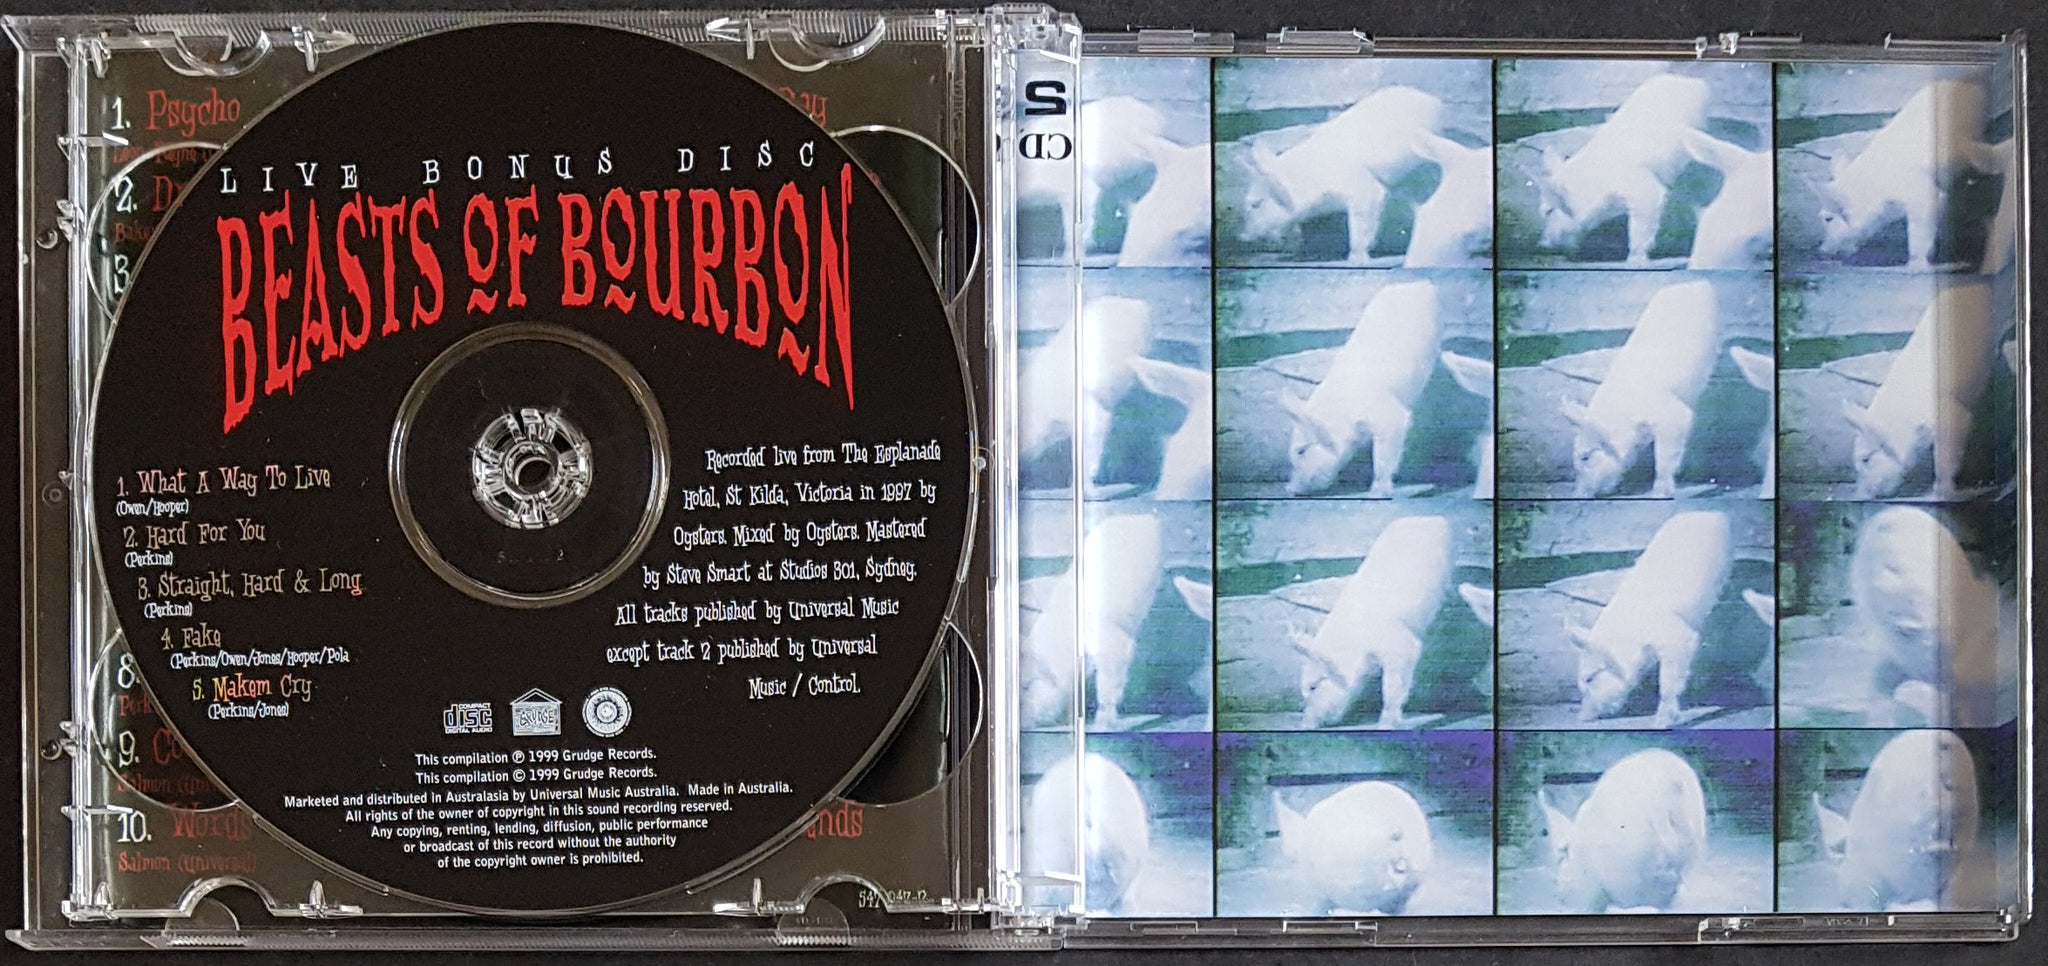 1. Psycho
2.
3
8.
9.
10. Words
Salmon (Universal)
LIVE BONUS DISC
BEASTS OF BOURBON
1. What A Way To Live
(Owen/Hooper)
2. Hard For You
(Perkins)
3. Straight, Hard & Long
(Perkins)
4. Fake
(Perkins/Owen/Jones/Hooper/Pola
5. Makem Cry
(Perkins/Jones)
Recorded live from The Esplanade
Hotel, St Kilda, Victoria in 1997 by
Oysters. Mixed by Oysters. Mastered
by Steve Smart at Studios 301, Sydney.
All tracks published by Universal Music
except track 2 published by Universal
Music / Control.
COMPACT
disc
DIGITAL AUDIO
GRUDGE
This compilation ℗ 1999 Grudge Records.
This compilation © 1999 Grudge Records.
Marketed and distributed in Australasia by Universal Music Australia. Made in Australia.
All rights of the owner of copyright in this sound recording reserved.
Any copying, renting, lending, diffusion, public performance
or broadcast of this record without the authority
of the copyright owner is prohibited.
2
CD